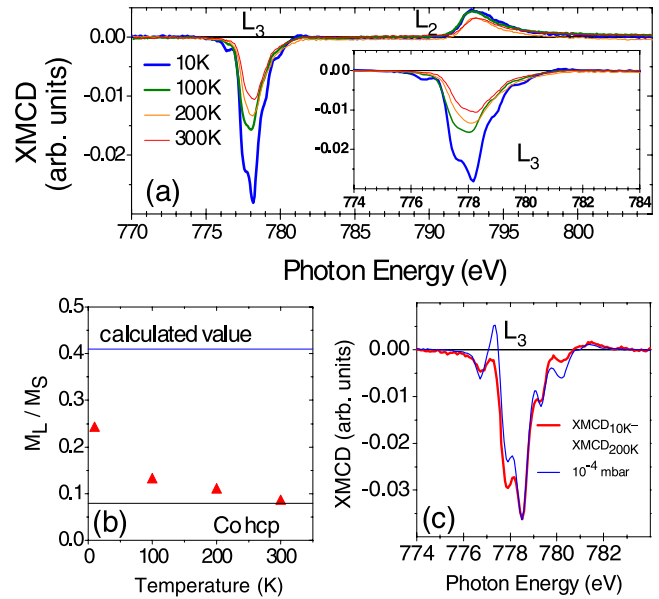 L3
L2
0.00
-0.01
-0.02
XMCD
(arb. units)
10K
100K
200K
300K
(a)
0.00
-0.01
-0.02
L3
774 776 778 780 782 784
770 775 780 785 790 795 800
Photon Energy (eV)
0.5
0.4
0.3
0.2
0.1
0.0
ML / MS
calculated value
Co hcp
(b)
0 100 200 300
Temperature (K)
L3
0.00
-0.01
-0.02
-0.03
XMCD (arb. units)
XMCD10K–
XMCD200K
10-4 mbar
(c)
774 776 778 780 782
Photon Energy (eV)